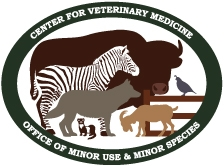 CENTER FOR VETERINARY MEDICINE
OFFICE OF MINOR USE & MINOR SPECIES